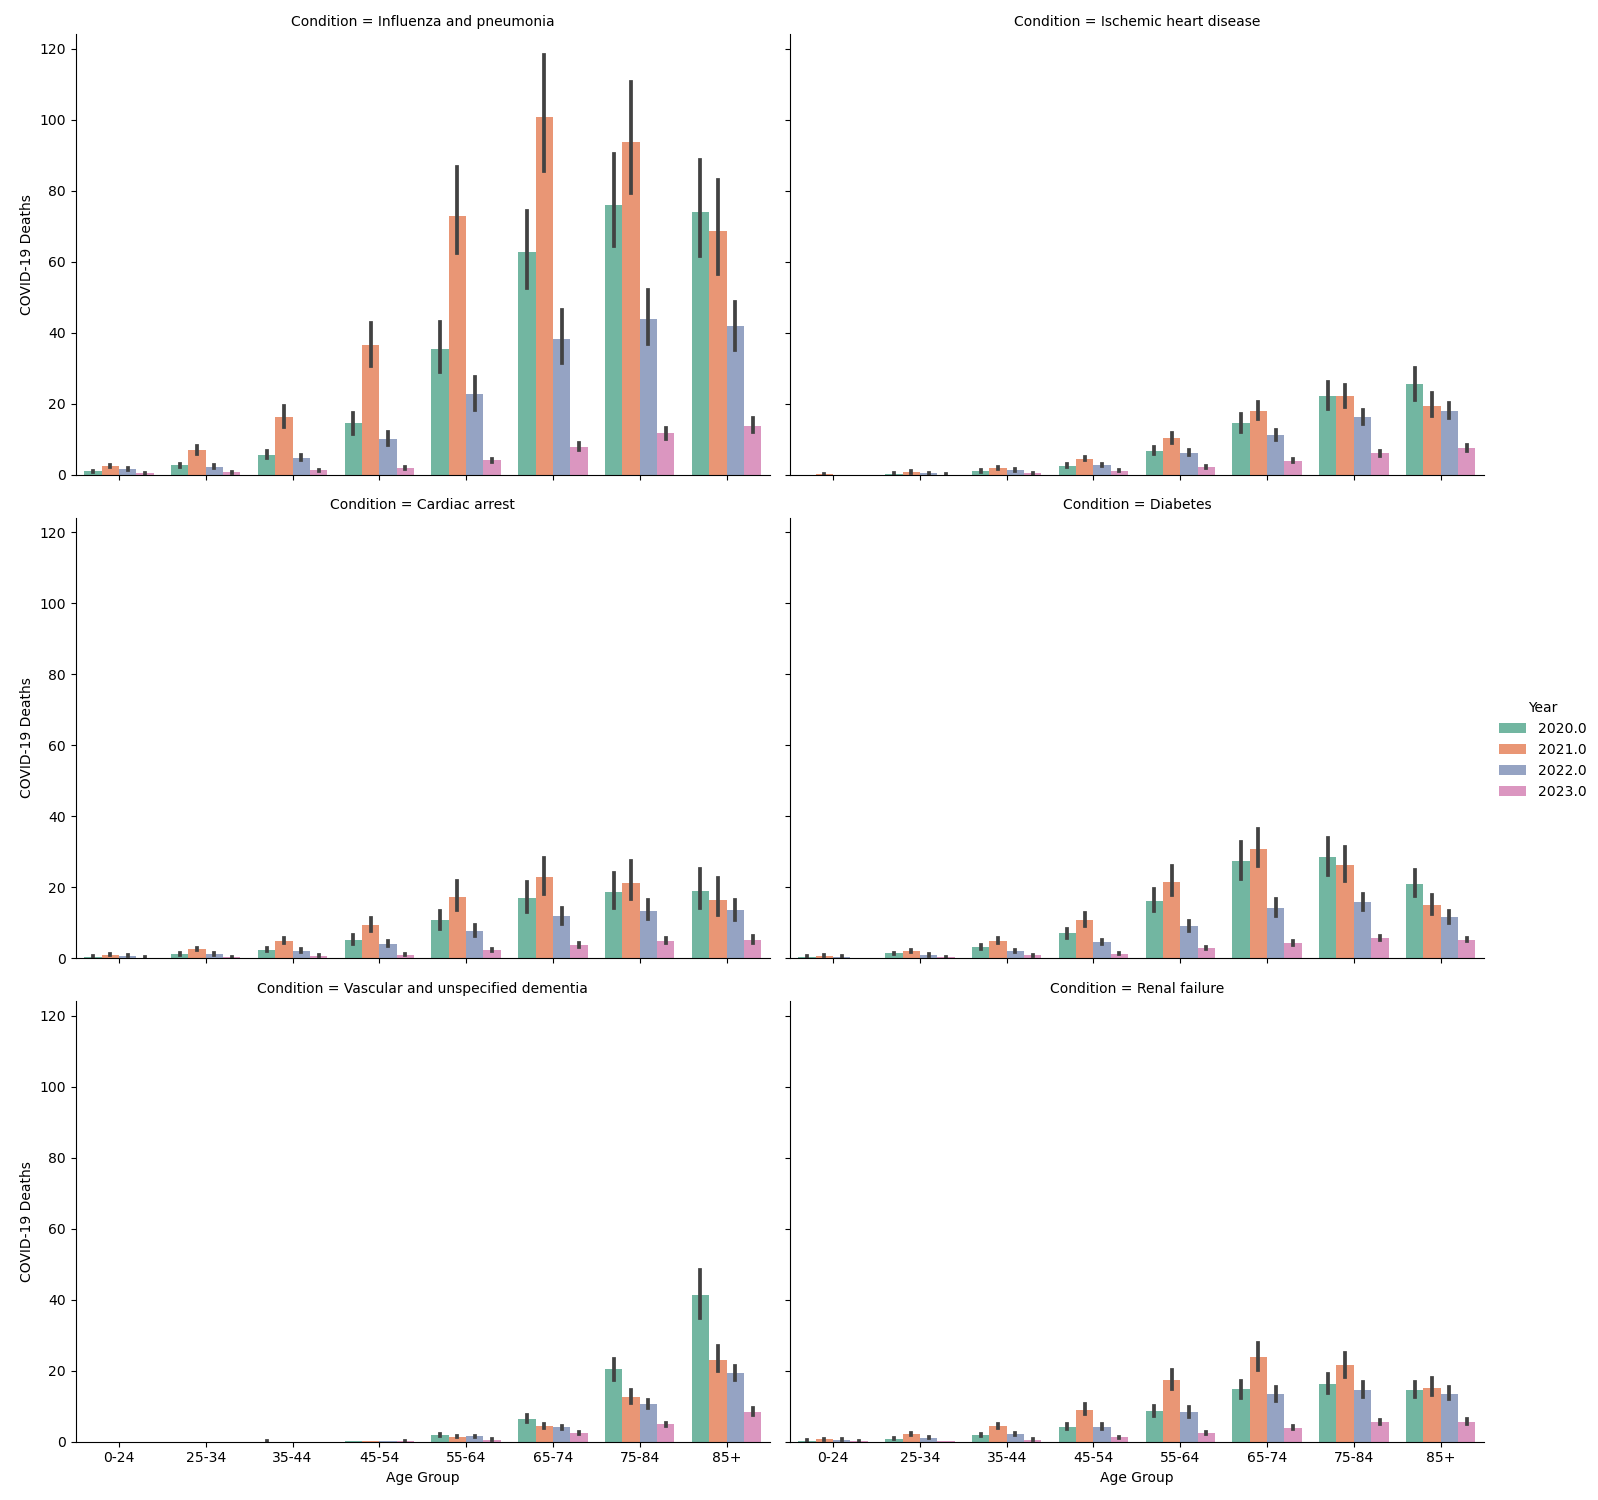 Condition = Influenza and pneumonia
Condition = Ischemic heart disease
120
100
80
60
40
20
0
COVID-19 Deaths
Condition = Cardiac arrest
Condition = Diabetes
120
100
80
60
40
20
0
COVID-19 Deaths
Year
2020.0
2021.0
2022.0
2023.0
Condition = Vascular and unspecified dementia
Condition = Renal failure
120
100
80
60
40
20
0
COVID-19 Deaths
0-24 25-34 35-44 45-54 55-64 65-74 75-84 85+
0-24 25-34 35-44 45-54 55-64 65-74 75-84 85+
Age Group
Age Group